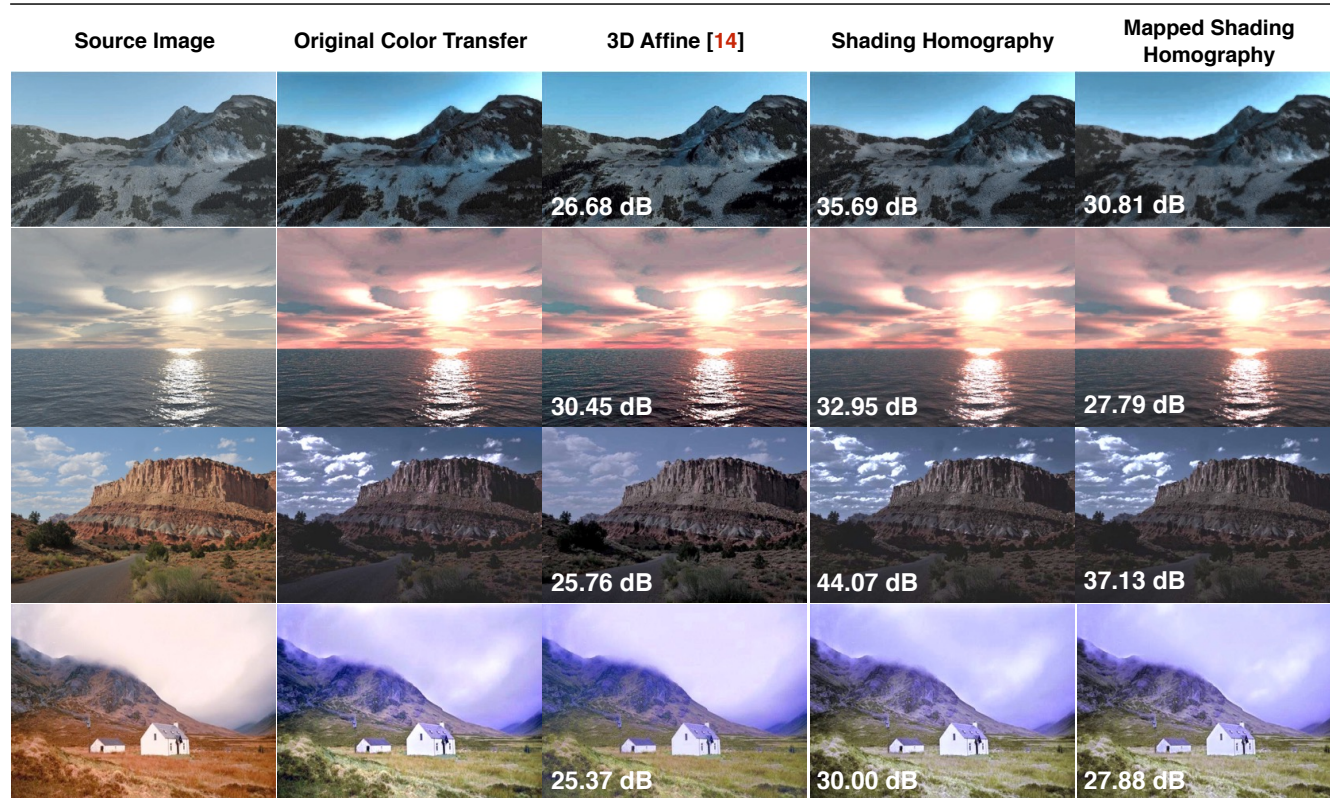 Source Image
Original Color Transfer
3D Affine [14]
Shading Homography
Mapped Shading
Homography
26.68 dB
35.69 dB
30.81 dB
30.45 dB
32.95 dB
27.79 dB
25.76 dB
44.07 dB
37.13 dB
25.37 dB
30.00 dB
27.88 dB